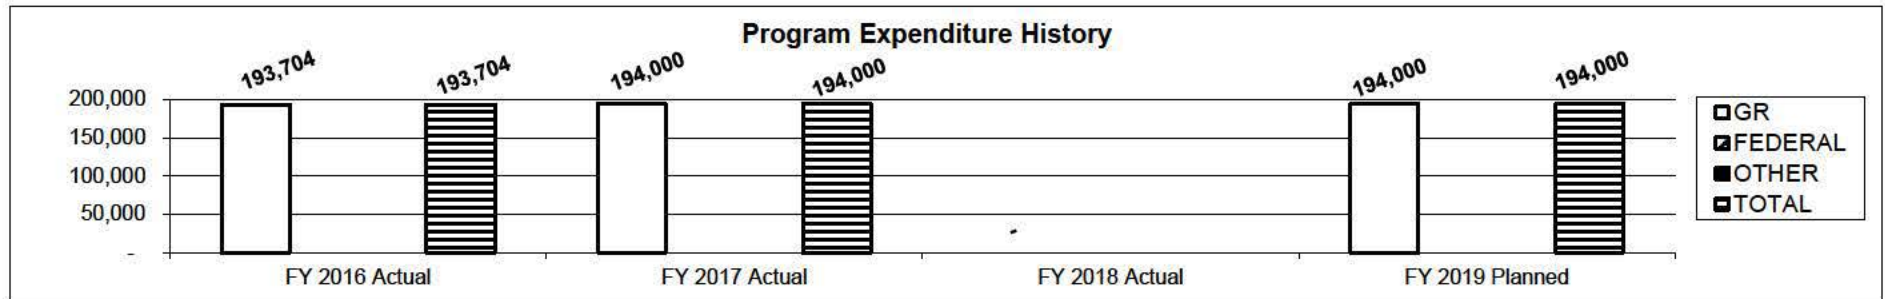 Program Expenditure History
193,704
193,704
194,000
194,000
194,000
194,000
200,000
150,000
100,000
50,000
-
-
FY 2016 Actual
FY 2017 Actual
FY 2018 Actual
FY 2019 Planned
GR
FEDERAL
OTHER
TOTAL